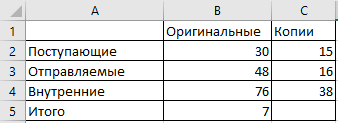 A B C
1 Оригинальные Копии
2 Поступающие 30 15
3 Отправляемые 48 16
4 Внутренние 76 38
5 Итого 7